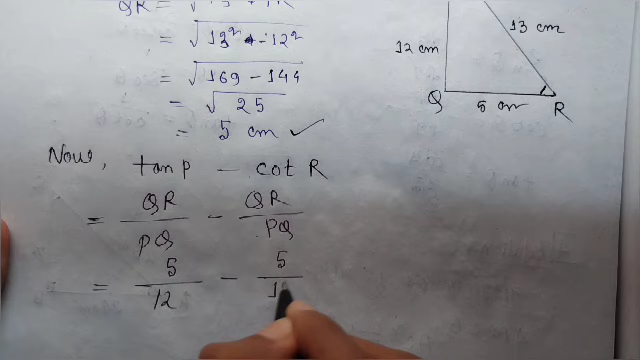 = √13² - 12²
= √169 - 144
= √25
= 5 cm ✓
12 cm
13 cm
Q 5 cm R
Now, tan P - cot R
= QR/PQ - QR/PQ
= 5/12 - 5/1